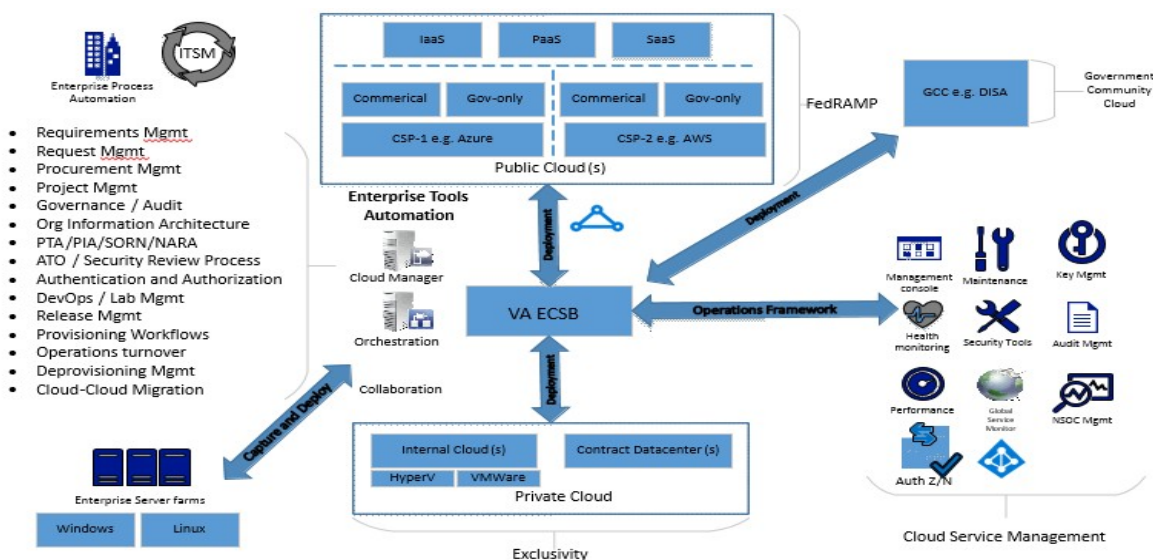 ITSM
Enterprise Process
Automation
Requirements Mgmt
Request Mgmt
Procurement Mgmt
Project Mgmt
Governance / Audit
Org Information Architecture
PTA/PIA/SORN/NARA
ATO / Security Review Process
Authentication and Authorization
DevOps / Lab Mgmt
Release Mgmt
Provisioning Workflows
Operations turnover
Deprovisioning Mgmt
Cloud-Cloud Migration
IaaS
PaaS
SaaS
Commerical
Gov-only
Commerical
Gov-only
CSP-1 e.g. Azure
CSP-2 e.g. AWS
Public Cloud (s)
FedRAMP
GCC e.g. DISA
Government
Community
Cloud
Enterprise Tools
Automation
Cloud Manager
Orchestration
Collaboration
Deployment
Deployment
VA ECSB
Operations Framework
Deployment
Capture and Deploy
Enterprise Server farms
Windows
Linux
Internal Cloud (s)
Contract Datacenter (s)
HyperV
VMWare
Private Cloud
Exclusivity
Management
console
Maintenance
Key Mgmt
Health
monitoring
Security Tools
Audit Mgmt
Performance
Global
Service
Monitor
NSOC Mgmt
Auth Z/N
Cloud Service Management